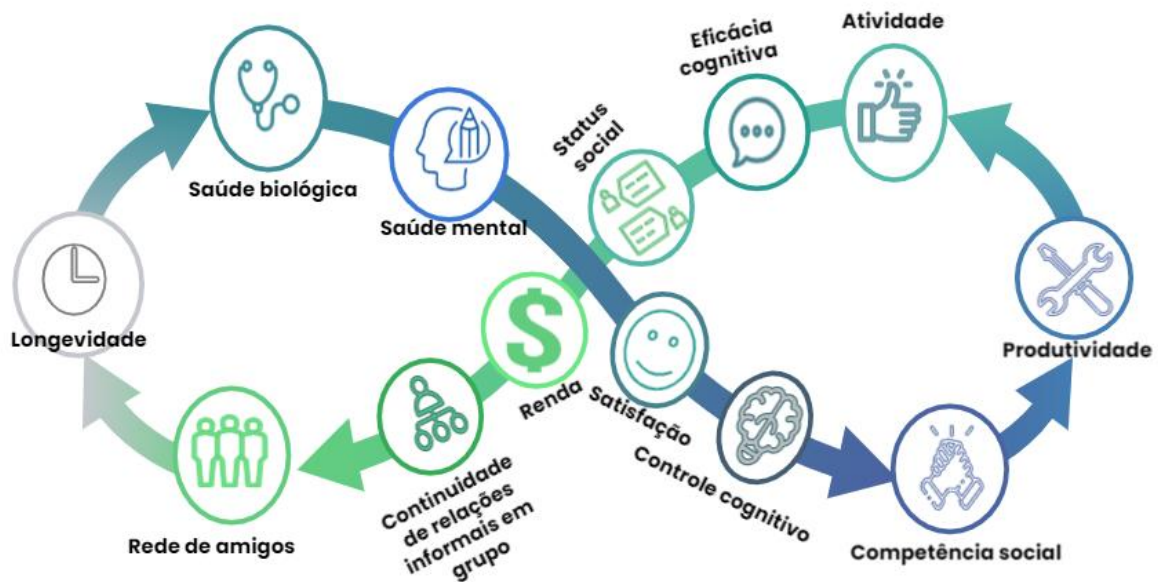 Atividade
Eficácia
cognitiva
Status
social
Saúde biológica
Saúde mental
Longevidade
Produtividade
Renda
Satisfação
Controle cognitivo
Continuidade
de relações
informais em
grupo
Rede de amigos
Competência social
$